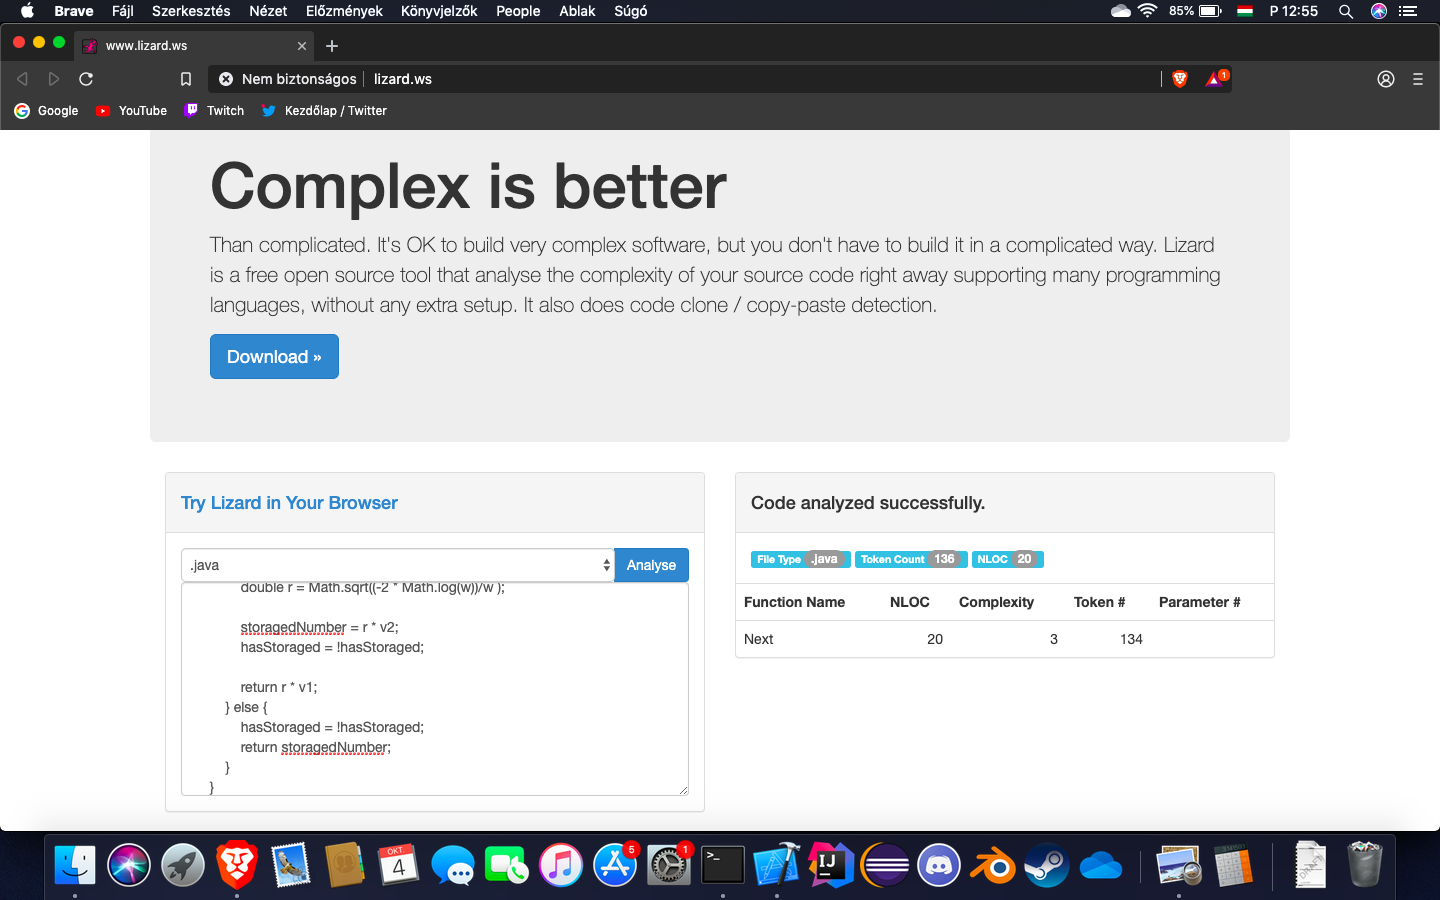 Brave Fájl Szerkesztés Nézet Előzmények Könyvjelzők People Ablak Súgó 85% P 12:55
www.lizard.ws
Nem biztonságos lizard.ws 1
Google YouTube Twitch Kezdőlap / Twitter
Complex is better
Than complicated. It's OK to build very complex software, but you don't have to build it in a complicated way. Lizard
is a free open source tool that analyse the complexity of your source code right away supporting many programming
languages, without any extra setup. It also does code clone / copy-paste detection.
Download »
Try Lizard in Your Browser
.java Analyse
double r = Math.sqrt((-2 * Math.log(w))/w );
storagedNumber = r * v2;
hasStoraged = !hasStoraged;
return r * v1;
} else {
hasStoraged = !hasStoraged;
return storagedNumber;
}
}
Code analyzed successfully.
File Type .java Token Count 136 NLOC 20
Function Name NLOC Complexity Token # Parameter #
Next 20 3 134
OKT.
4
5
1
>_
IJ